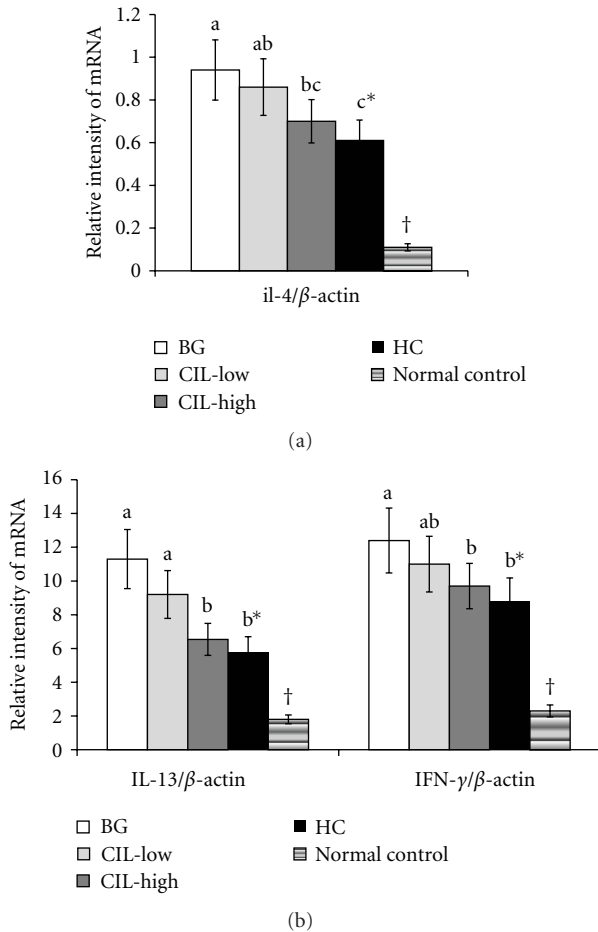 Relative intensity of mRNA
1.2
1
0.8
0.6
0.4
0.2
0
a
ab
bc
c*
†
il-4/β-actin
BG
CIL-low
CIL-high
HC
Normal control
(a)
Relative intensity of mRNA
16
14
12
10
8
6
4
2
0
a
a
b
b*
†
a
ab
b
b*
†
IL-13/β-actin
IFN-γ/β-actin
BG
CIL-low
CIL-high
HC
Normal control
(b)